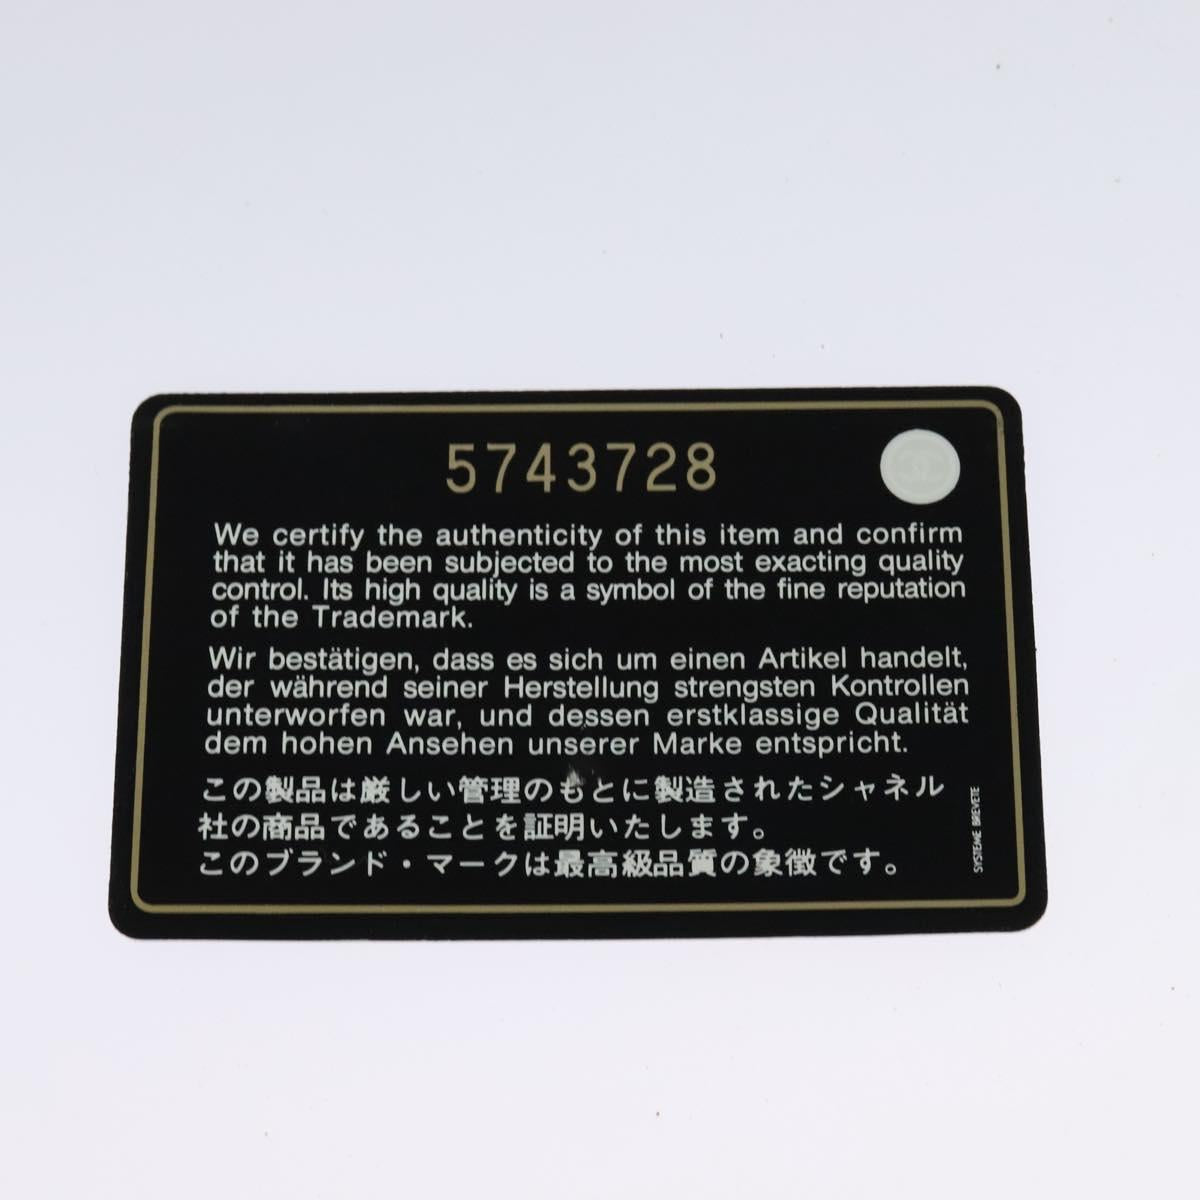 5743728
We certify the authenticity of this item and confirm
that it has been subjected to the most exacting quality
control. Its high quality is a symbol of the fine reputation
of the Trademark.
Wir bestätigen, dass es sich um einen Artikel handelt,
der während seiner Herstellung strengsten Kontrollen
unterworfen war, und dessen erstklassige Qualität
dem hohen Ansehen unserer Marke entspricht.
この製品は厳しい管理のもとに製造されたシャネル
社の商品であることを証明いたします。
このブランド・マークは最高級品質の象徴です。
SYSTEME BREVETE